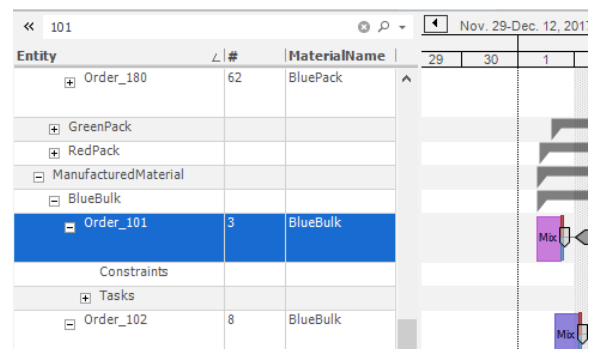 « 101 Nov. 29-Dec. 12, 201
Entity # MaterialName 29 30 1
Order_180 62 BluePack
GreenPack
RedPack
ManufacturedMaterial
BlueBulk
Order_101 3 BlueBulk
Mix
Constraints
Tasks
Order_102 8 BlueBulk
Mix